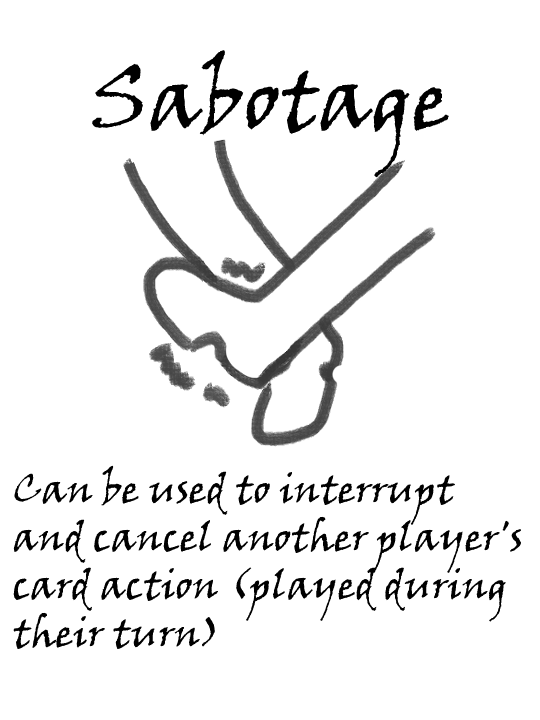 Sabotage
Can be used to interrupt
and cancel another player's
card action (played during
their turn)